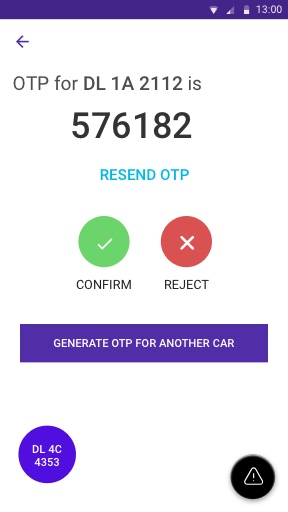 13:00
OTP for DL 1A 2112 is
576182
RESEND OTP
CONFIRM REJECT
GENERATE OTP FOR ANOTHER CAR
DL 4C
4353